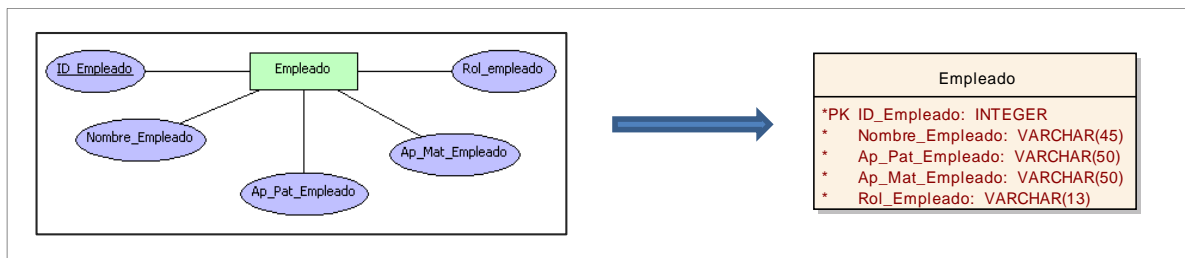 ID_Empleado
Empleado
Rol_empleado
Nombre_Empleado
Ap_Mat_Empleado
Ap_Pat_Empleado
Empleado
*PK ID_Empleado: INTEGER
* Nombre_Empleado: VARCHAR(45)
* Ap_Pat_Empleado: VARCHAR(50)
* Ap_Mat_Empleado: VARCHAR(50)
* Rol_Empleado: VARCHAR(13)